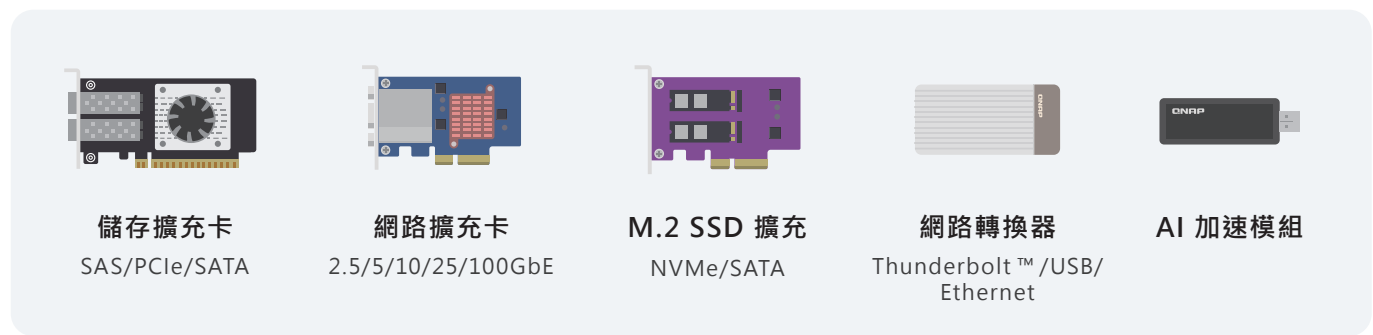 QNAP
QNAP
儲存擴充卡
網路擴充卡
M.2 SSD 擴充
網路轉換器
AI 加速模組
SAS/PCIe/SATA
2.5/5/10/25/100GbE
NVMe/SATA
Thunderbolt™/USB/
Ethernet